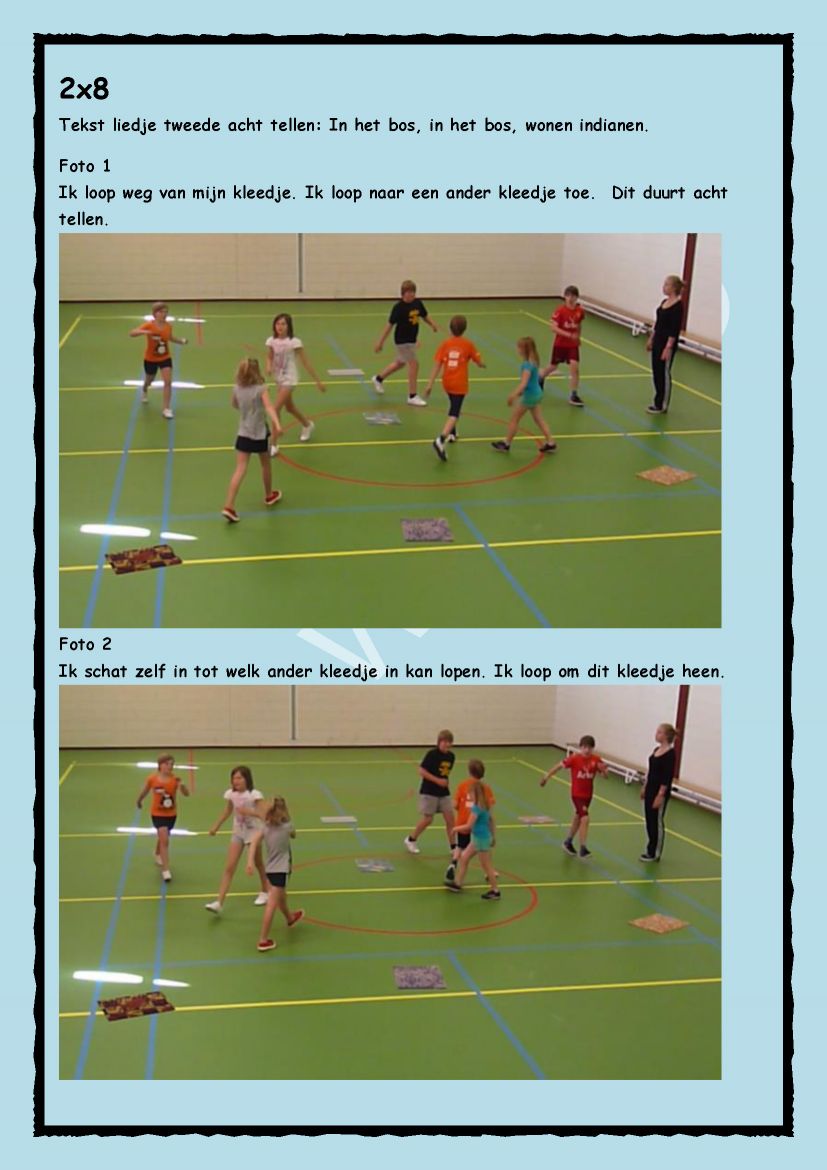 2x8
Tekst liedje tweede acht tellen: In het bos, in het bos, wonen indianen.
Foto 1
Ik loop weg van mijn kleedje. Ik loop naar een ander kleedje toe. Dit duurt acht
tellen.
Foto 2
Ik schat zelf in tot welk ander kleedje in kan lopen. Ik loop om dit kleedje heen.